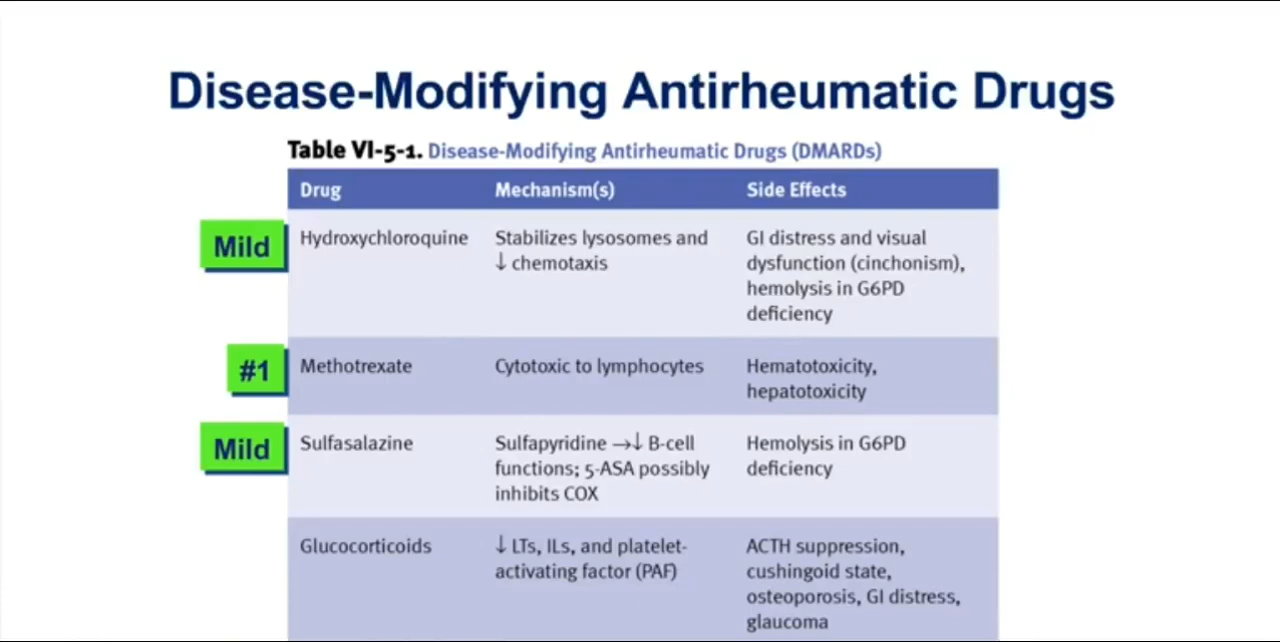 Disease-Modifying Antirheumatic Drugs
Table VI-5-1. Disease-Modifying Antirheumatic Drugs (DMARDs)
Drug Mechanism(s) Side Effects
Mild
Hydroxychloroquine
Stabilizes lysosomes and
↓ chemotaxis
GI distress and visual
dysfunction (cinchonism),
hemolysis in G6PD
deficiency
#1
Methotrexate
Cytotoxic to lymphocytes
Hematotoxicity,
hepatotoxicity
Mild
Sulfasalazine
Sulfapyridine →↓ B-cell
functions; 5-ASA possibly
inhibits COX
Hemolysis in G6PD
deficiency
Glucocorticoids
↓ LTs, ILs, and platelet-
activating factor (PAF)
ACTH suppression,
cushingoid state,
osteoporosis, GI distress,
glaucoma